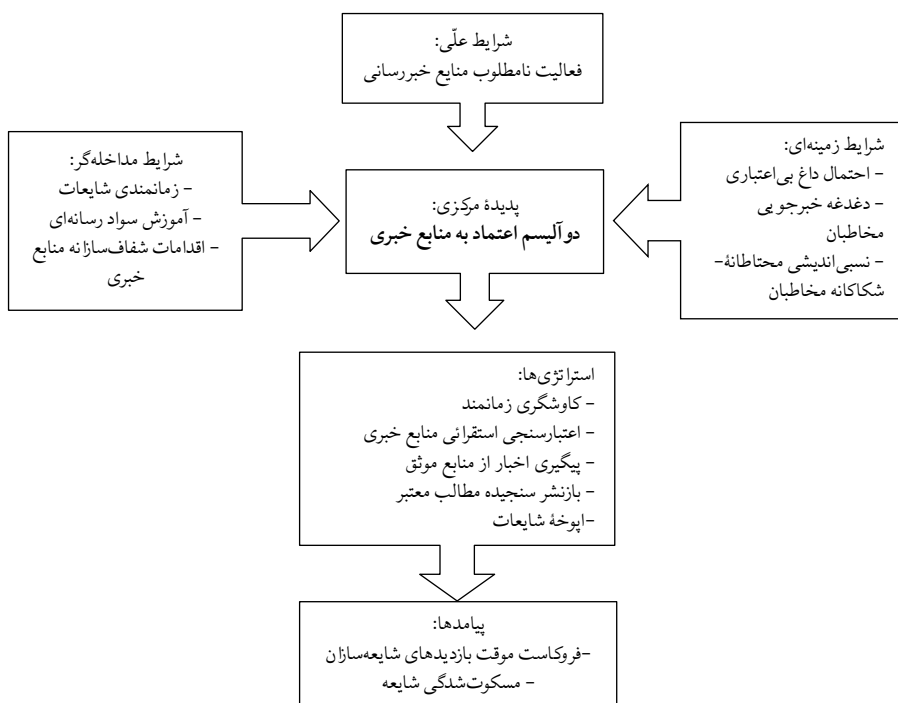 شرایط علّی:
فعالیت نامطلوب منابع خبررسانی
شرایط زمینه‌ای:
– احتمال داغ بی‌اعتباری
– دغدغه خبرجویی
مخاطبان
– نسبی‌اندیشی محتاطانهٔ–
شکاکانه مخاطبان
شرایط مداخله‌گر:
– زمانمندی شایعات
– آموزش سواد رسانه‌ای
– اقدامات شفاف‌سازانه منابع
خبری
پدیدهٔ مرکزی:
دوآلیسم اعتماد به منابع خبری
استراتژی‌ها:
– کاوشگری زمانمند
– اعتبارسنجی استقرائی منابع خبری
– پیگیری اخبار از منابع موثق
– بازنشر سنجیده مطالب معتبر
–اپوخهٔ شایعات
پیامدها:
–فروکاست موقت بازدیدهای شایعه‌سازان
– مسکوت‌شدگی شایعه